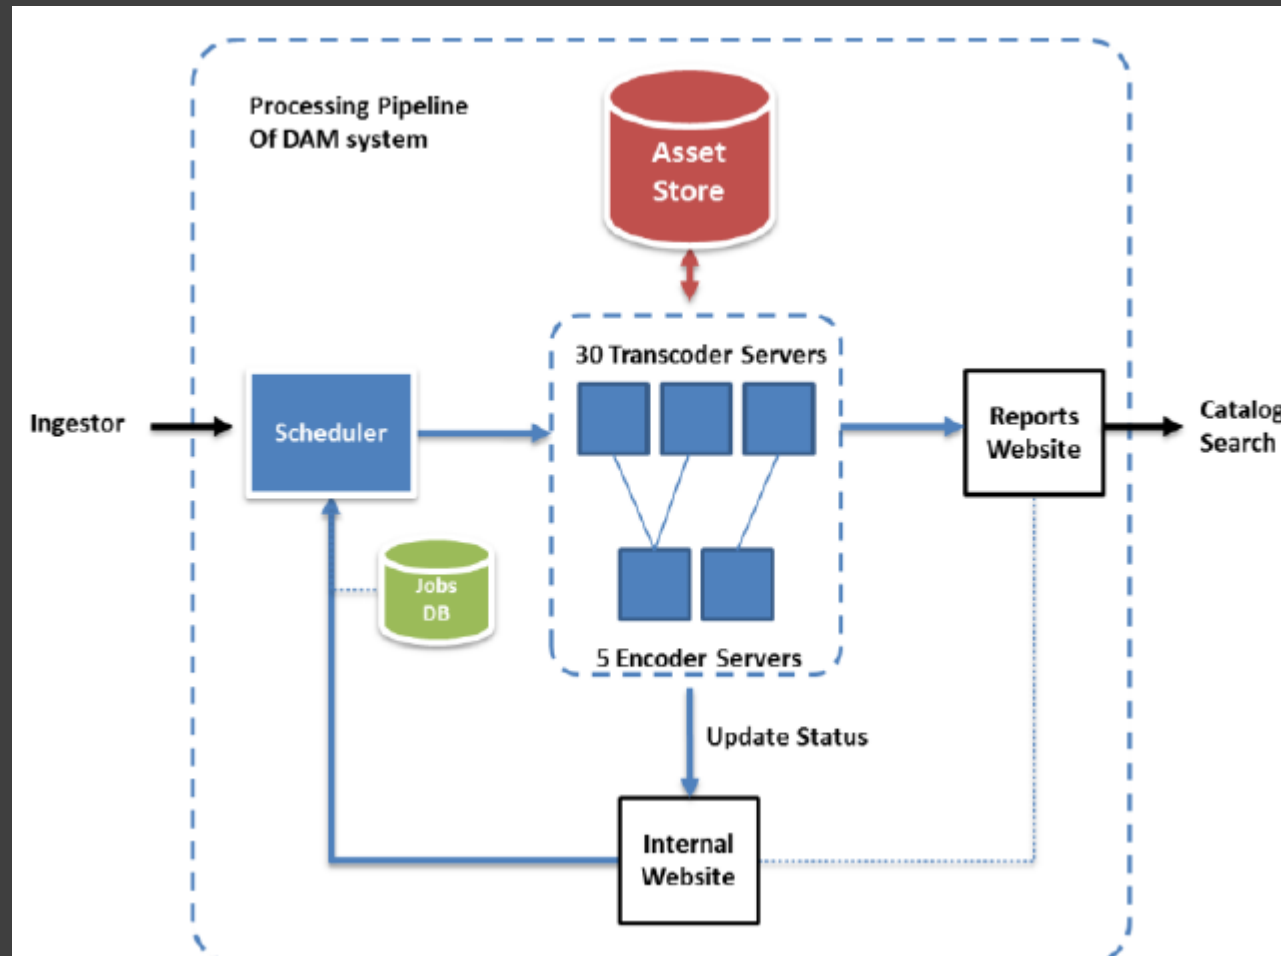 Processing Pipeline
Of DAM system
Asset
Store
30 Transcoder Servers
Ingestor
Scheduler
Reports
Website
Catalog
Search
Jobs
DB
5 Encoder Servers
Update Status
Internal
Website